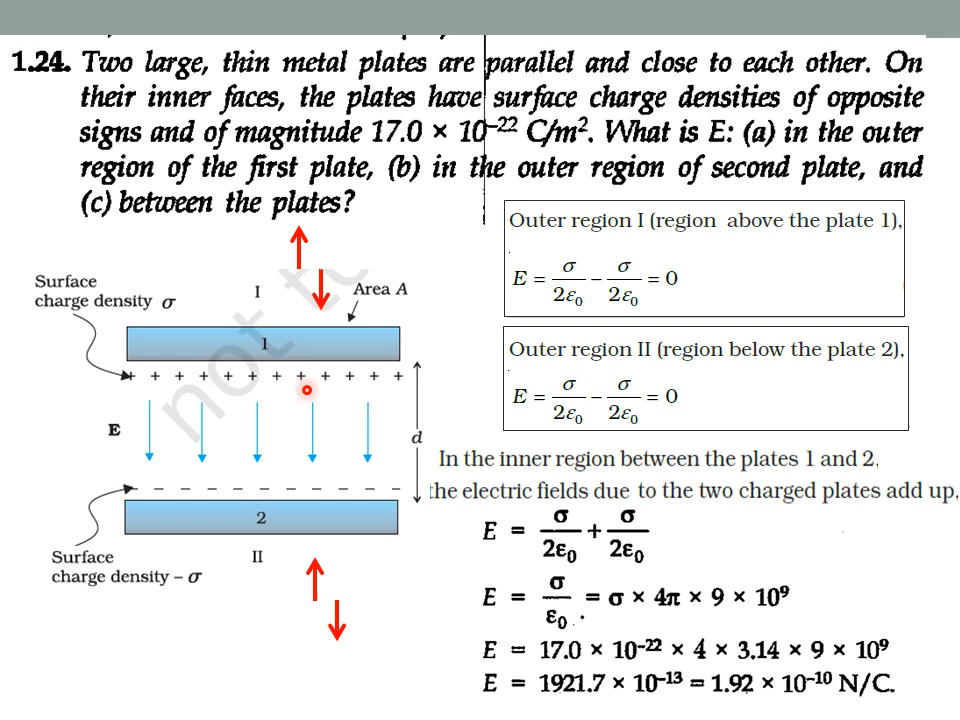 1.24. Two large, thin metal plates are parallel and close to each other. On
their inner faces, the plates have surface charge densities of opposite
signs and of magnitude 17.0 × 10⁻²² C/m². What is E: (a) in the outer
region of the first plate, (b) in the outer region of second plate, and
(c) between the plates?
Surface
charge density σ
I
Area A
1
+ + + + + + + + + + + +
E
d
2
Surface
charge density – σ
II
not t
Outer region I (region above the plate 1),
E = σ/2ε₀ − σ/2ε₀ = 0
Outer region II (region below the plate 2),
E = σ/2ε₀ − σ/2ε₀ = 0
In the inner region between the plates 1 and 2,
the electric fields due to the two charged plates add up,
E = σ/2ε₀ + σ/2ε₀
E = σ/ε₀ = σ × 4π × 9 × 10⁹
E = 17.0 × 10⁻²² × 4 × 3.14 × 9 × 10⁹
E = 1921.7 × 10⁻¹³ = 1.92 × 10⁻¹⁰ N/C.